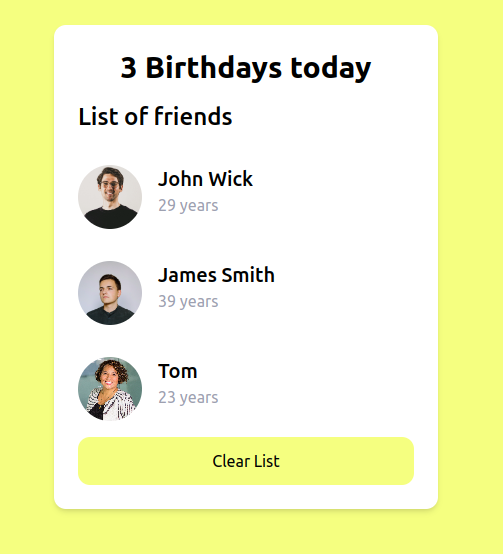 3 Birthdays today
List of friends
John Wick
29 years
James Smith
39 years
Tom
23 years
Clear List